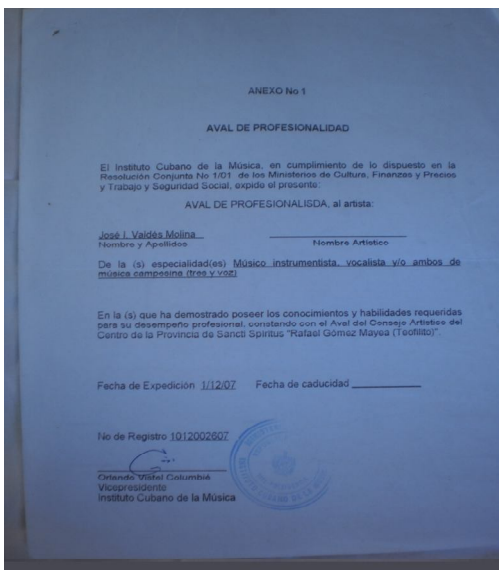 ANEXO No 1
AVAL DE PROFESIONALIDAD
El Instituto Cubano de la Música, en cumplimiento de lo dispuesto en la
Resolución Conjunta No 1/01 de los Ministerios de Cultura, Finanzas y Precios
y Trabajo y Seguridad Social, expide el presente:
AVAL DE PROFESIONALISDA, al artista:
José I. Valdés Molina
Nombre y Apellidos Nombre Artístico
De la (s) especialidad(es) Músico instrumentista, vocalista y/o ambos de
música campesina (tres y voz)
En la (s) que ha demostrado poseer los conocimientos y habilidades requeridas
para su desempeño profesional, constando con el Aval del Consejo Artístico del
Centro de la Provincia de Sancti Spíritus "Rafael Gómez Mayea (Teofilito)".
Fecha de Expedición 1/12/07 Fecha de caducidad
No de Registro 1012002607
Orlando Vistel Columbié
Vicepresidente
Instituto Cubano de la Música